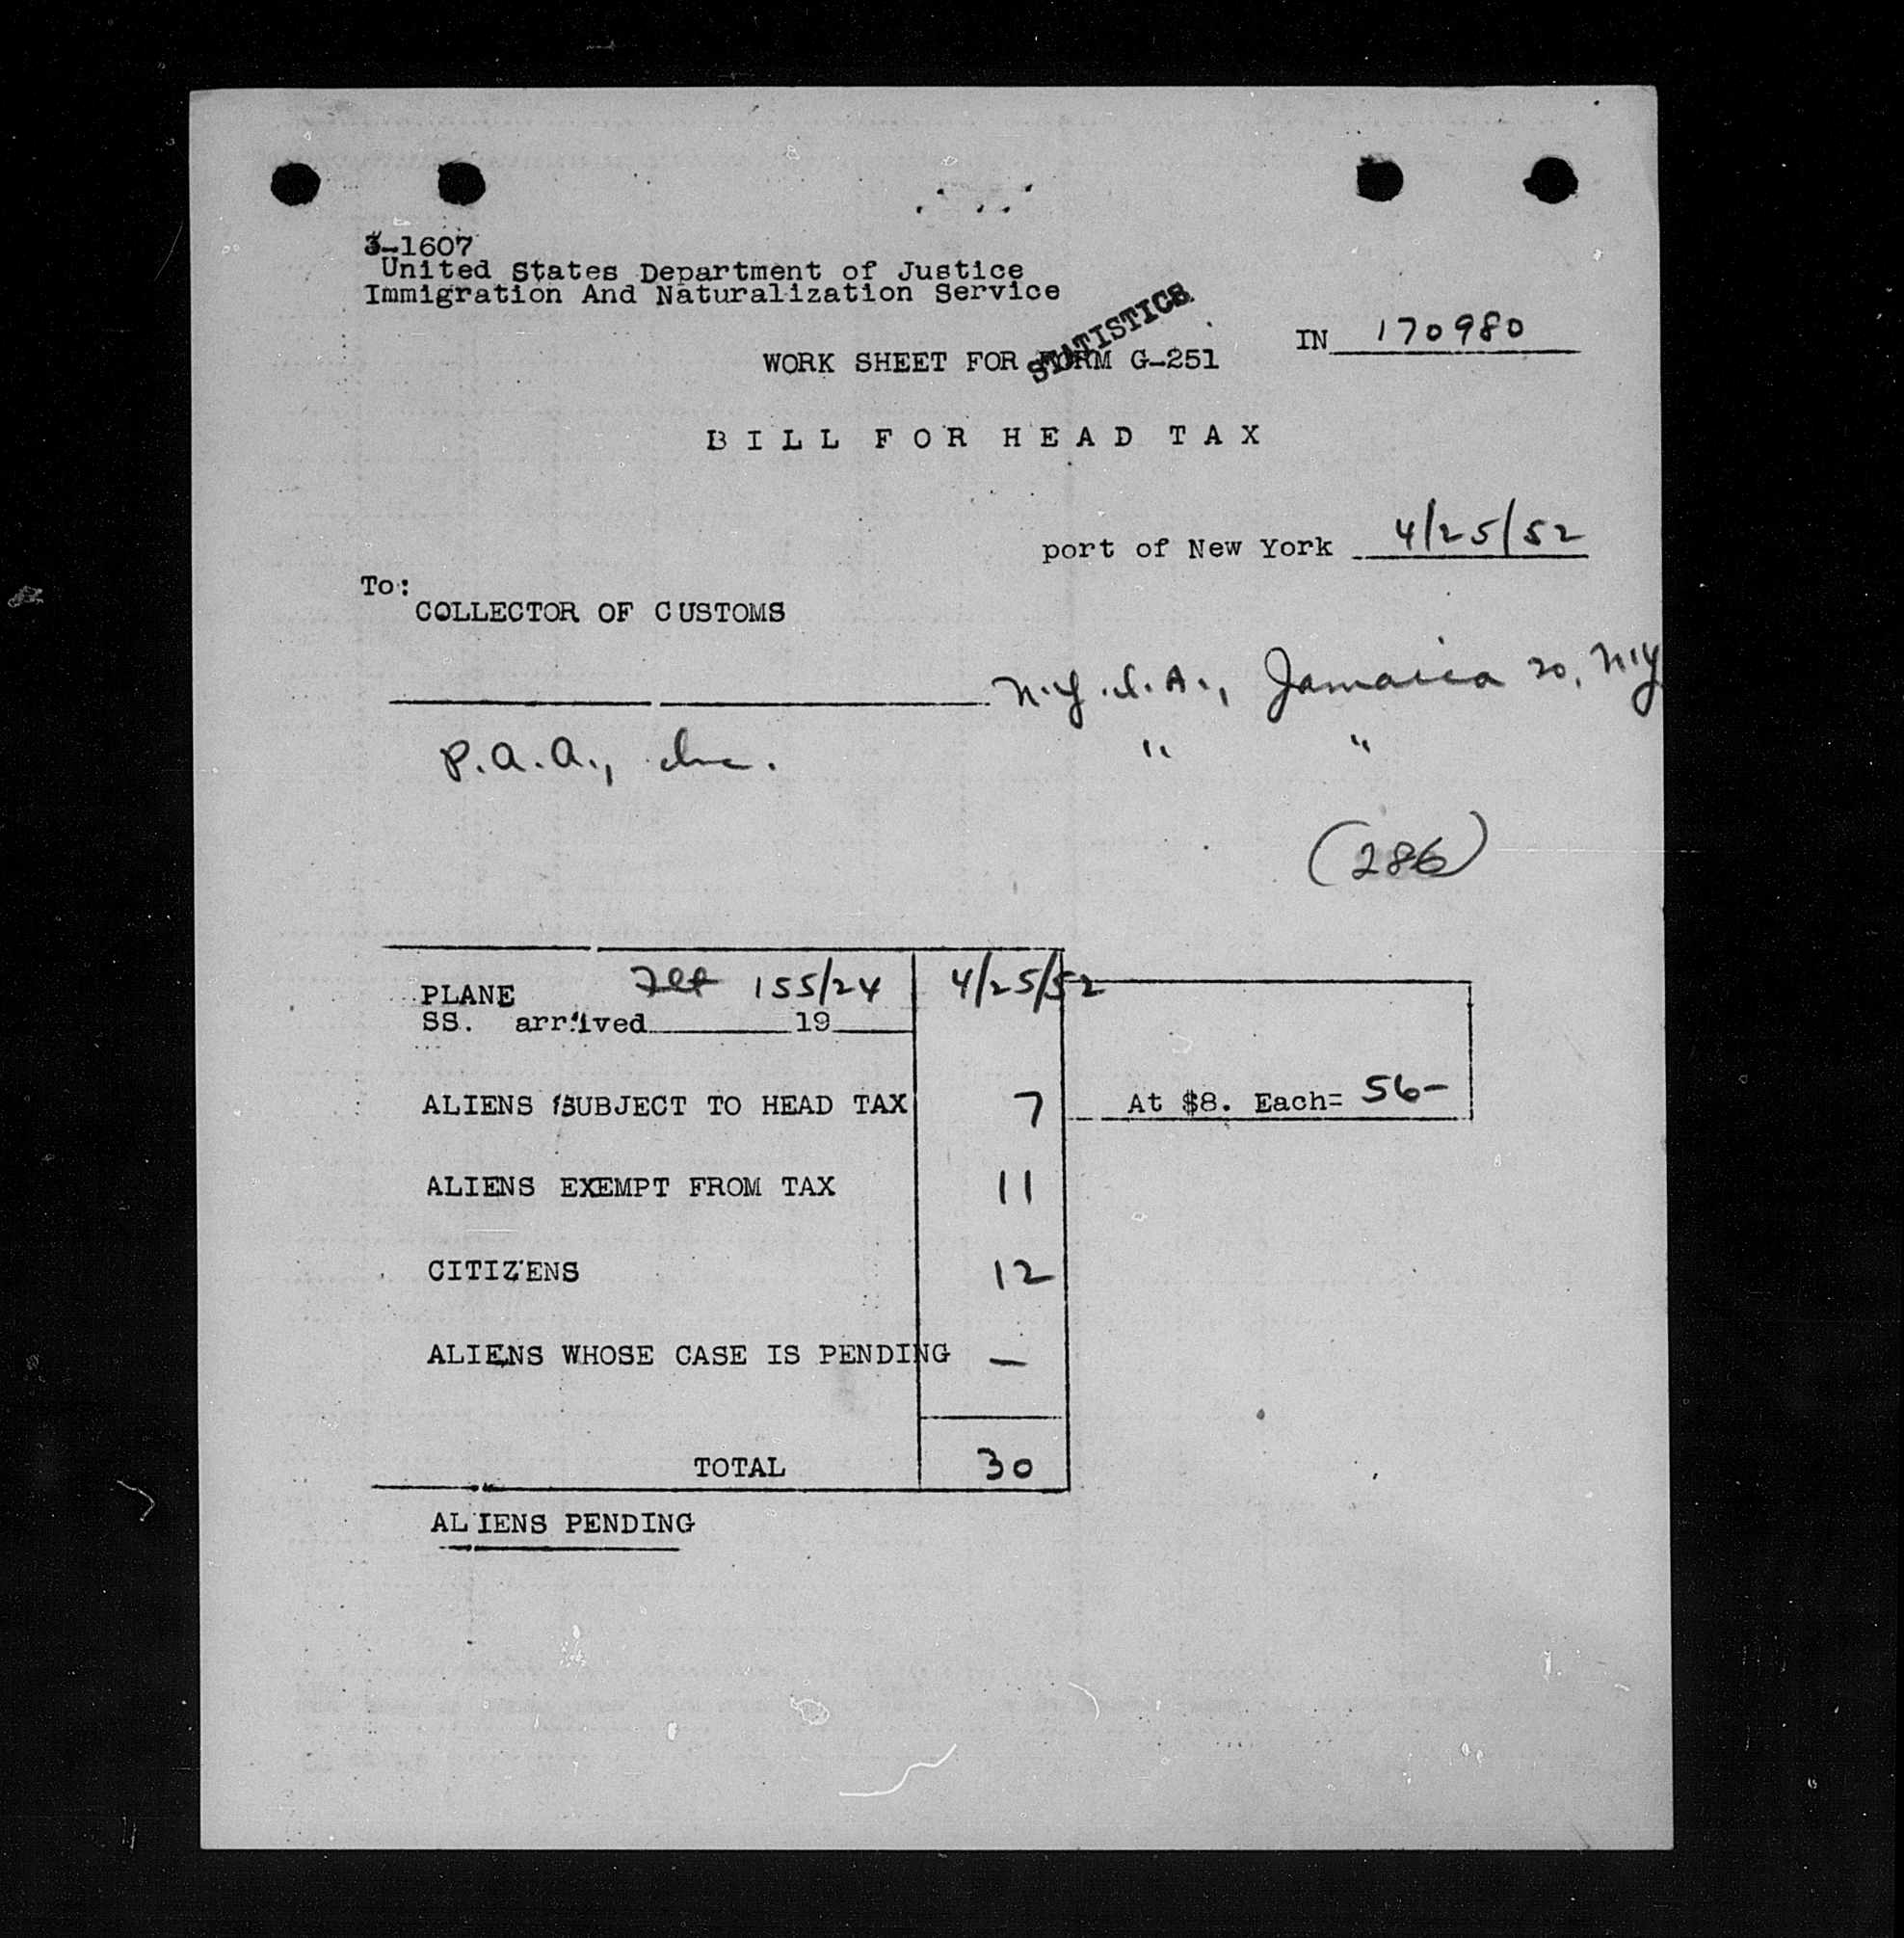 3-1607
United States Department of Justice
Immigration And Naturalization Service
STATISTICS
IN 170980
WORK SHEET FOR FORM G-251
BILL FOR HEAD TAX
port of New York 4/25/52
To:
COLLECTOR OF CUSTOMS
N.Y.I.A., Jamaica 30, N.Y
P.A.A., Inc. " "
(286)
PLANE Flt 155/24 4/25/52
SS. arrived 19
ALIENS SUBJECT TO HEAD TAX 7 At $8. Each= 56-
ALIENS EXEMPT FROM TAX 11
CITIZENS 12
ALIENS WHOSE CASE IS PENDING —
TOTAL 30
ALIENS PENDING